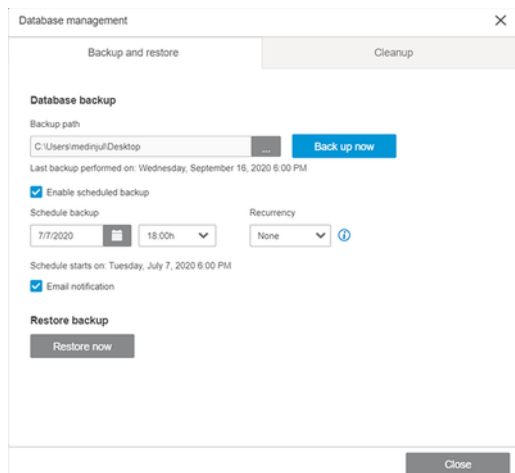 Database management
Backup and restore Cleanup
Database backup
Backup path
C:\Users\medinjul\Desktop ... Back up now
Last backup performed on: Wednesday, September 16, 2020 6:00 PM
Enable scheduled backup
Schedule backup Recurrency
7/7/2020 18:00h None
Schedule starts on: Tuesday, July 7, 2020 6:00 PM
Email notification
Restore backup
Restore now
Close